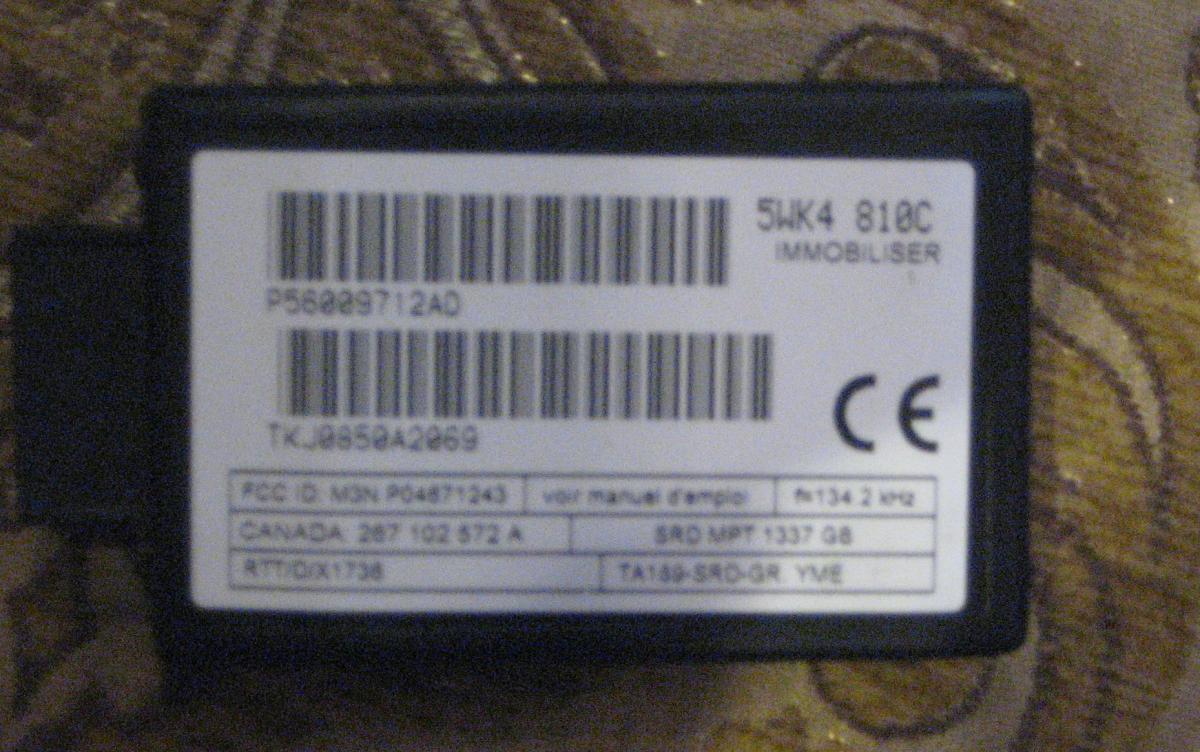 5WK4 810C
IMMOBILISER
P56009712AD
TKJ0850A2069
CE
FCC ID: M3N P04671243 voir manuel d'emploi f=134.2 kHz
CANADA: 267 102 572 A SRD MPT 1337 GB
RTT/D/X1738 TA189-SRD-GR. YME